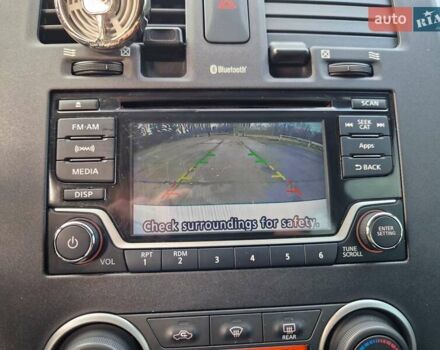 auto RIA
Bluetooth
SCAN
FM·AM
SEEK
CAT
((XM))
Apps
MEDIA
BACK
DISP
Check surroundings for safety.
VOL
RPT
1
RDM
2
3
4
5
6
TUNE
SCROLL
ENTER
SETTING
REAR